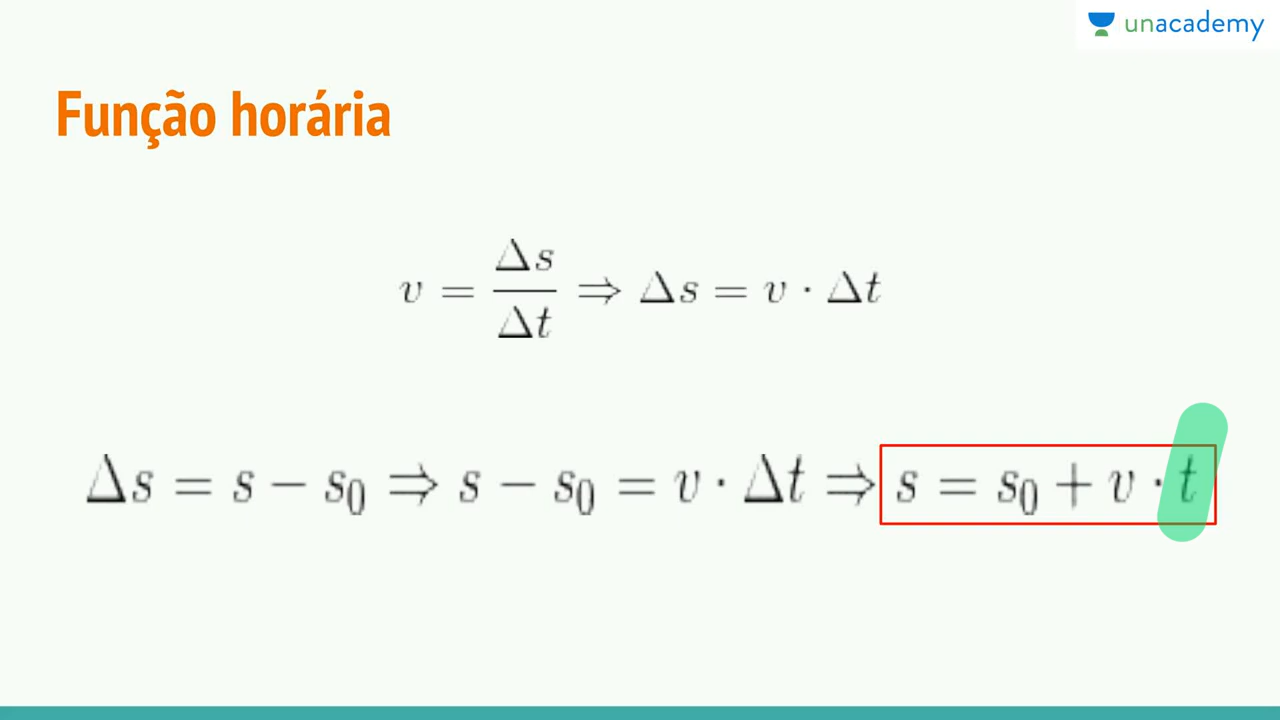 unacademy
Função horária
v = Δs/Δt ⇒ Δs = v · Δt
Δs = s − s₀ ⇒ s − s₀ = v · Δt ⇒ s = s₀ + v · t